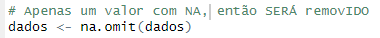 # Apenas um valor com NA, então SERÁ remoVIDO
dados <- na.omit(dados)